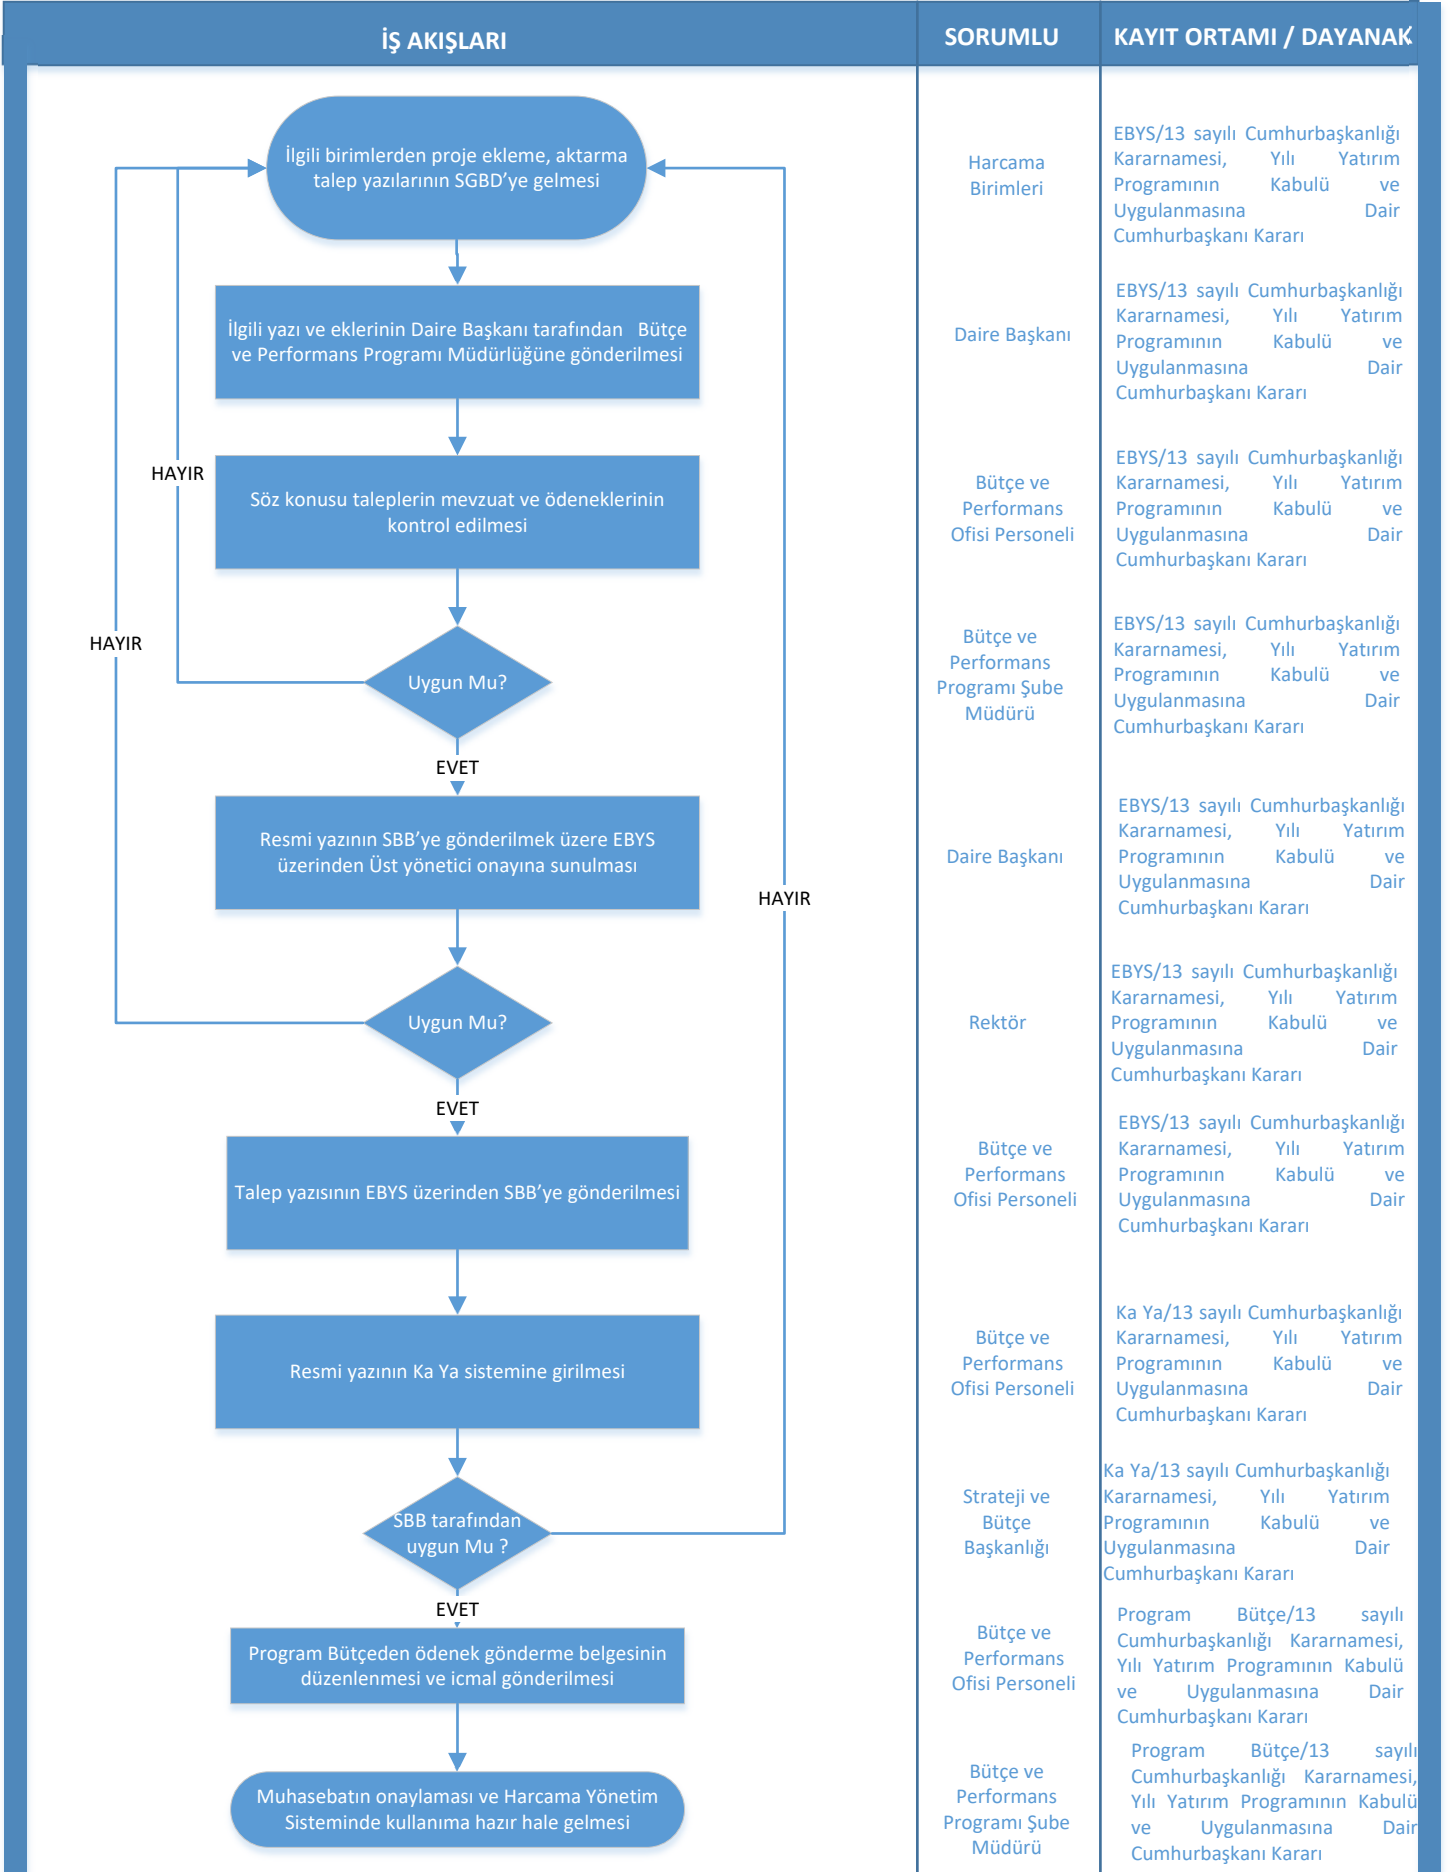 İŞ AKIŞLARI
SORUMLU
KAYIT ORTAMI / DAYANAK
İlgili birimlerden proje ekleme, aktarma
talep yazılarının SGBD’ye gelmesi
Harcama
Birimleri
EBYS/13 sayılı Cumhurbaşkanlığı
Kararnamesi, Yılı Yatırım
Programının Kabulü ve
Uygulanmasına Dair
Cumhurbaşkanı Kararı
İlgili yazı ve eklerinin Daire Başkanı tarafından Bütçe
ve Performans Programı Müdürlüğüne gönderilmesi
Daire Başkanı
EBYS/13 sayılı Cumhurbaşkanlığı
Kararnamesi, Yılı Yatırım
Programının Kabulü ve
Uygulanmasına Dair
Cumhurbaşkanı Kararı
HAYIR
Söz konusu taleplerin mevzuat ve ödeneklerinin
kontrol edilmesi
Bütçe ve
Performans
Ofisi Personeli
EBYS/13 sayılı Cumhurbaşkanlığı
Kararnamesi, Yılı Yatırım
Programının Kabulü ve
Uygulanmasına Dair
Cumhurbaşkanı Kararı
HAYIR
Uygun Mu?
Bütçe ve
Performans
Programı Şube
Müdürü
EBYS/13 sayılı Cumhurbaşkanlığı
Kararnamesi, Yılı Yatırım
Programının Kabulü ve
Uygulanmasına Dair
Cumhurbaşkanı Kararı
EVET
Resmi yazının SBB’ye gönderilmek üzere EBYS
üzerinden Üst yönetici onayına sunulması
Daire Başkanı
EBYS/13 sayılı Cumhurbaşkanlığı
Kararnamesi, Yılı Yatırım
Programının Kabulü ve
Uygulanmasına Dair
Cumhurbaşkanı Kararı
HAYIR
Uygun Mu?
Rektör
EBYS/13 sayılı Cumhurbaşkanlığı
Kararnamesi, Yılı Yatırım
Programının Kabulü ve
Uygulanmasına Dair
Cumhurbaşkanı Kararı
EVET
Talep yazısının EBYS üzerinden SBB’ye gönderilmesi
Bütçe ve
Performans
Ofisi Personeli
EBYS/13 sayılı Cumhurbaşkanlığı
Kararnamesi, Yılı Yatırım
Programının Kabulü ve
Uygulanmasına Dair
Cumhurbaşkanı Kararı
Resmi yazının Ka Ya sistemine girilmesi
Bütçe ve
Performans
Ofisi Personeli
Ka Ya/13 sayılı Cumhurbaşkanlığı
Kararnamesi, Yılı Yatırım
Programının Kabulü ve
Uygulanmasına Dair
Cumhurbaşkanı Kararı
SBB tarafından
uygun Mu ?
Strateji ve
Bütçe
Başkanlığı
Ka Ya/13 sayılı Cumhurbaşkanlığı
Kararnamesi, Yılı Yatırım
Programının Kabulü ve
Uygulanmasına Dair
Cumhurbaşkanı Kararı
EVET
Program Bütçeden ödenek gönderme belgesinin
düzenlenmesi ve icmal gönderilmesi
Bütçe ve
Performans
Ofisi Personeli
Program Bütçe/13 sayılı
Cumhurbaşkanlığı Kararnamesi,
Yılı Yatırım Programının Kabulü
ve Uygulanmasına Dair
Cumhurbaşkanı Kararı
Muhasebatın onaylaması ve Harcama Yönetim
Sisteminde kullanıma hazır hale gelmesi
Bütçe ve
Performans
Programı Şube
Müdürü
Program Bütçe/13 sayılı
Cumhurbaşkanlığı Kararnamesi,
Yılı Yatırım Programının Kabulü
ve Uygulanmasına Dair
Cumhurbaşkanı Kararı